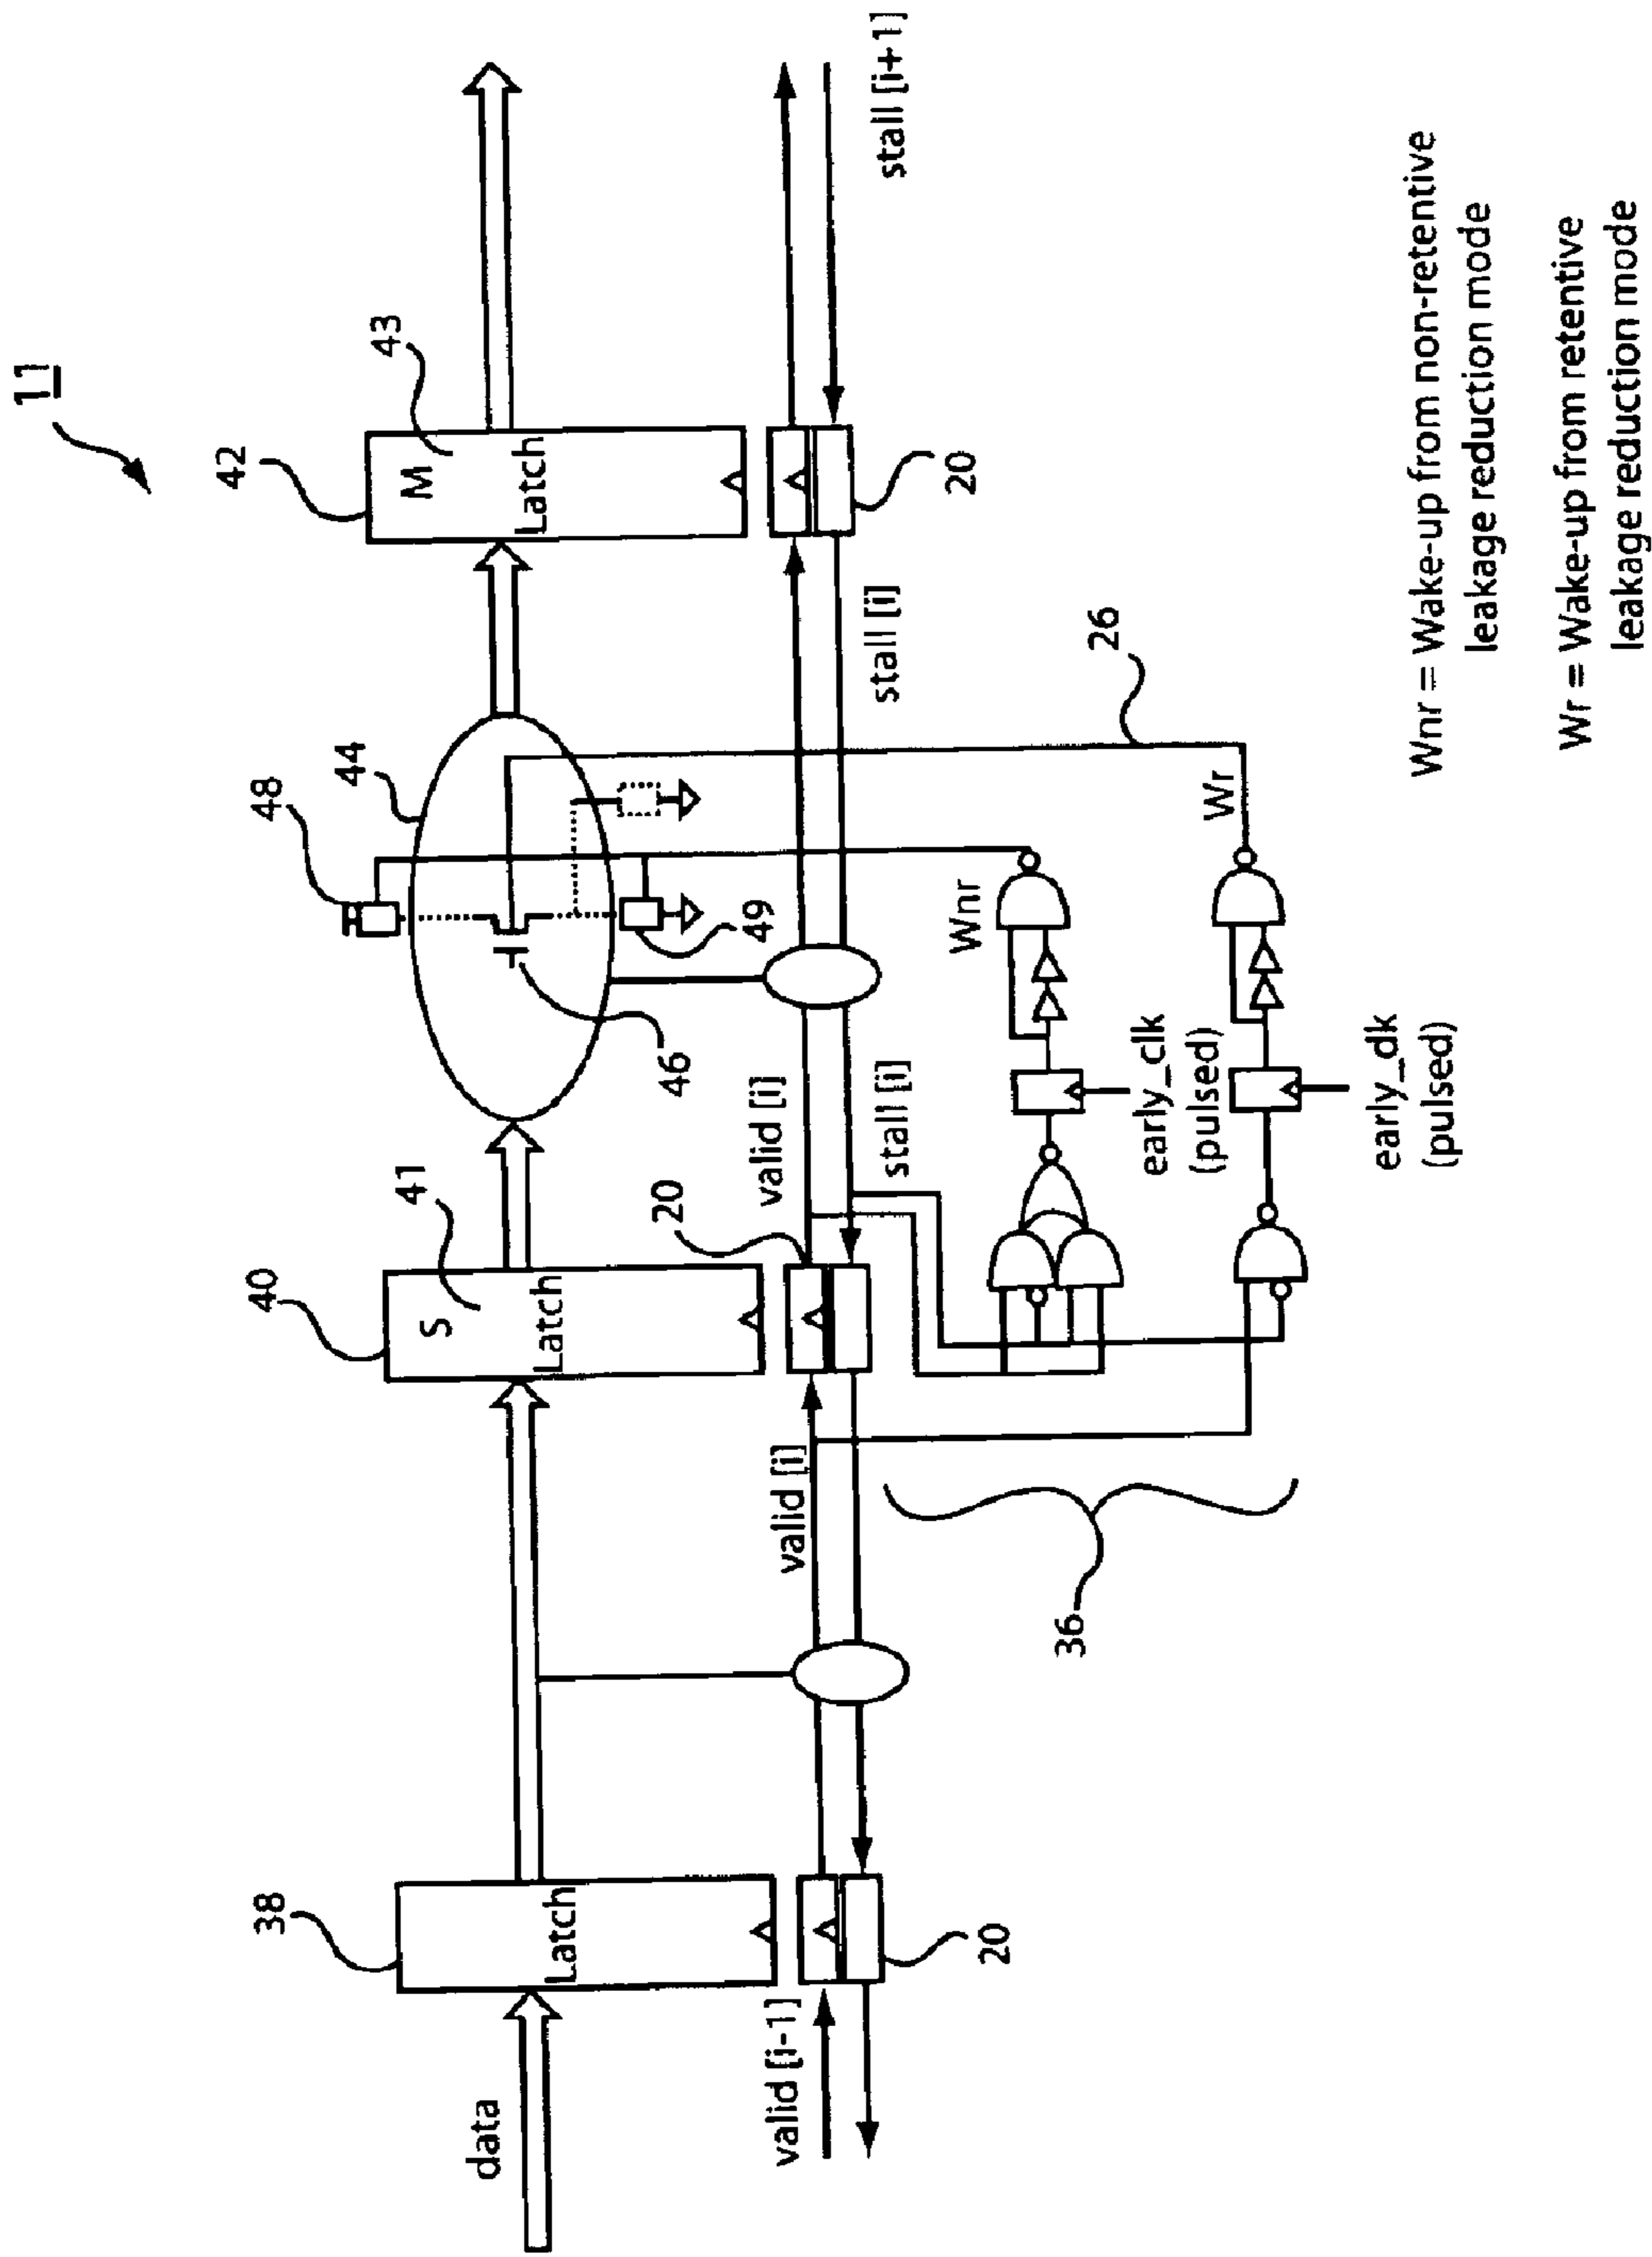 11
42
43
48
44
40
41
38
M
Latch
S
Latch
Latch
data
46
49
20
20
20
valid [i-1]
valid [i]
valid [i]
stall [i]
stall [i]
stall [i+1]
36
26
Wnr
Wr
early_clk
(pulsed)
early_clk
(pulsed)
Wnr = Wake-up from non-retentive
leakage reduction mode
Wr = Wake-up from retentive
leakage reduction mode